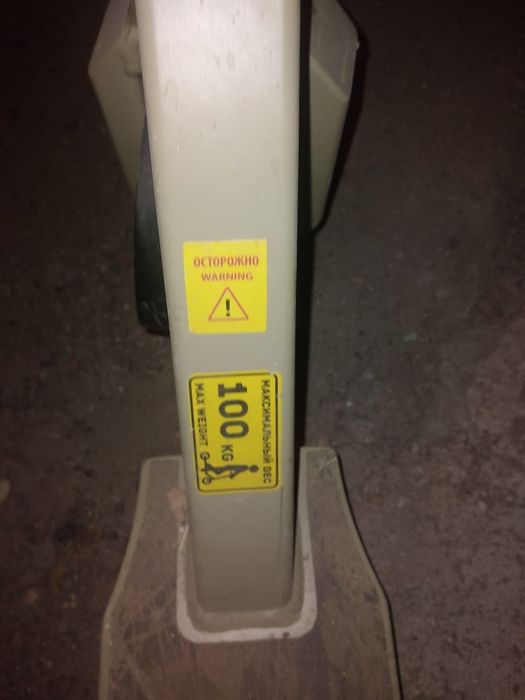 ОСТОРОЖНО
WARNING
!
МАКСИМАЛЬНЫЙ ВЕС
100 KG
MAX WEIGHT